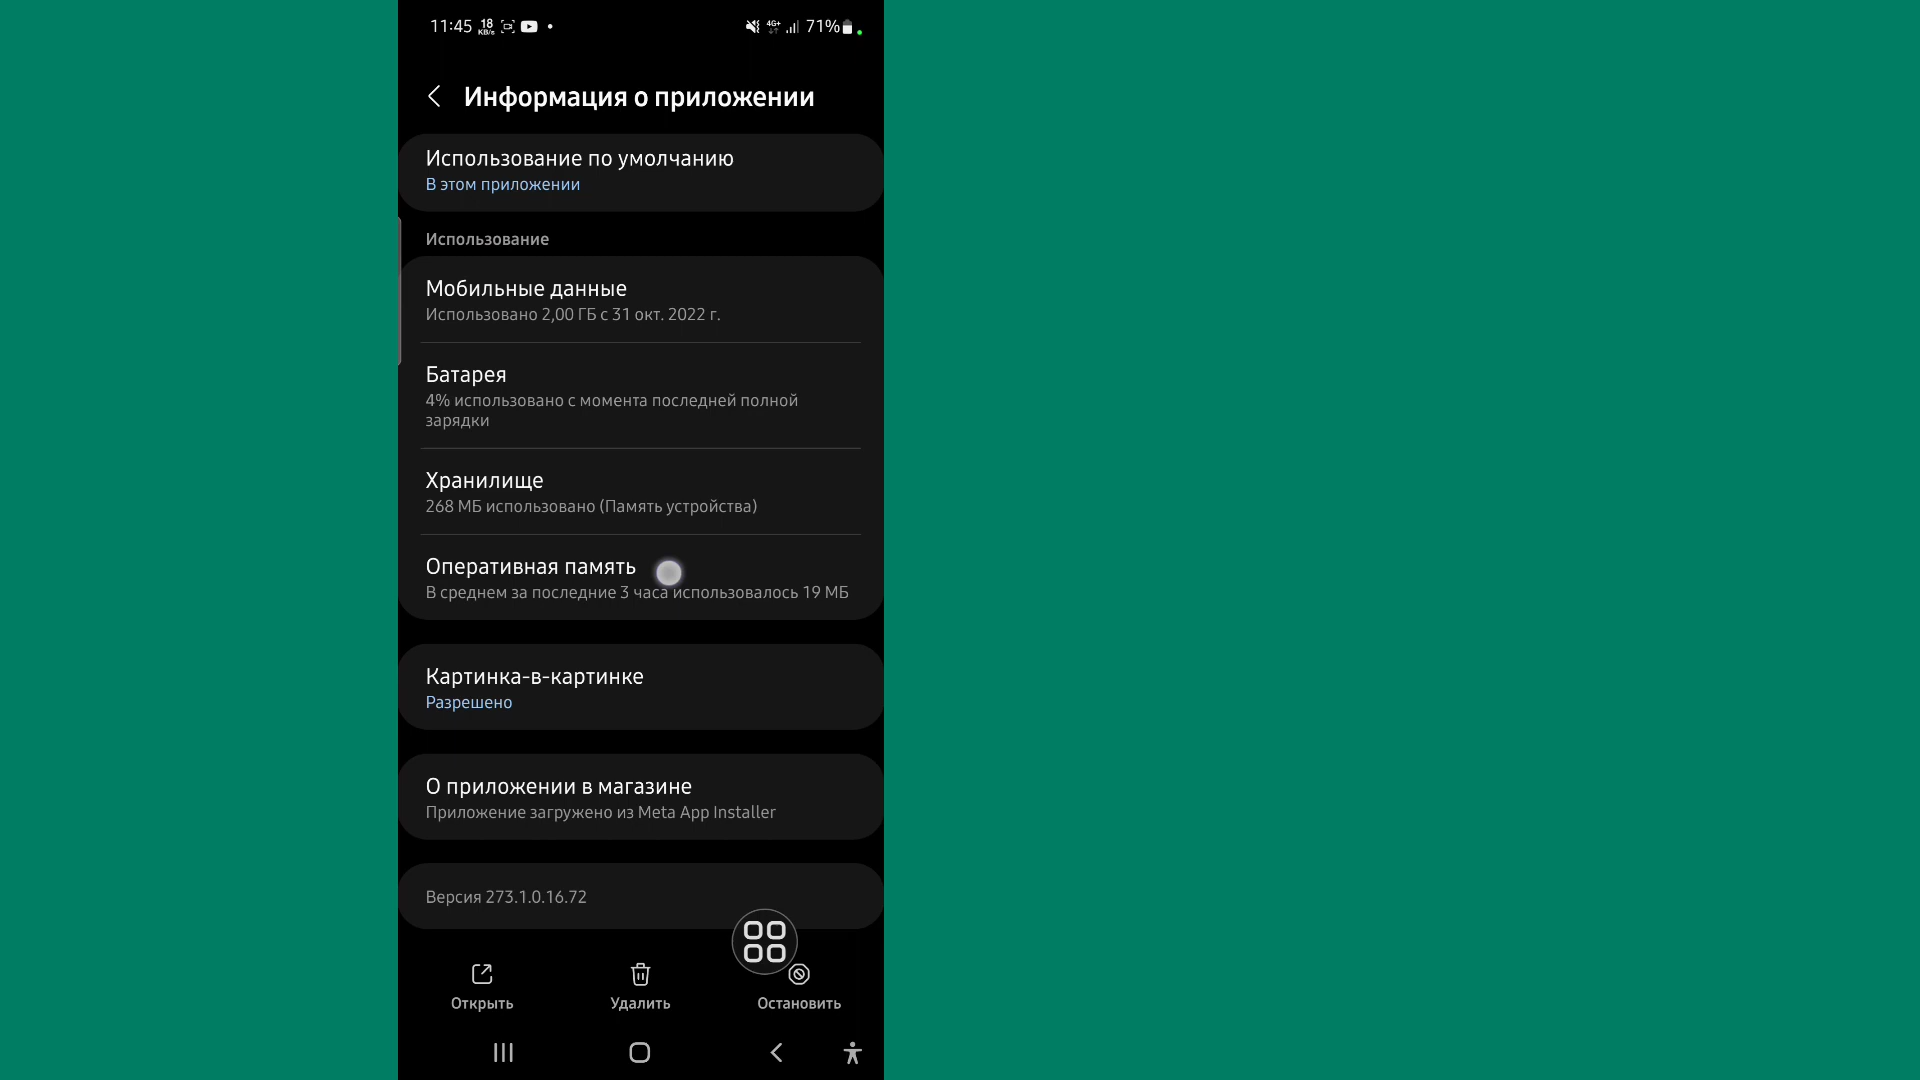 11:45 18 KB/s 4G+ 71%
Информация о приложении
Использование по умолчанию
В этом приложении
Использование
Мобильные данные
Использовано 2,00 ГБ с 31 окт. 2022 г.
Батарея
4% использовано с момента последней полной
зарядки
Хранилище
268 МБ использовано (Память устройства)
Оперативная память
В среднем за последние 3 часа использовалось 19 МБ
Картинка-в-картинке
Разрешено
О приложении в магазине
Приложение загружено из Meta App Installer
Версия 273.1.0.16.72
Открыть Удалить Остановить